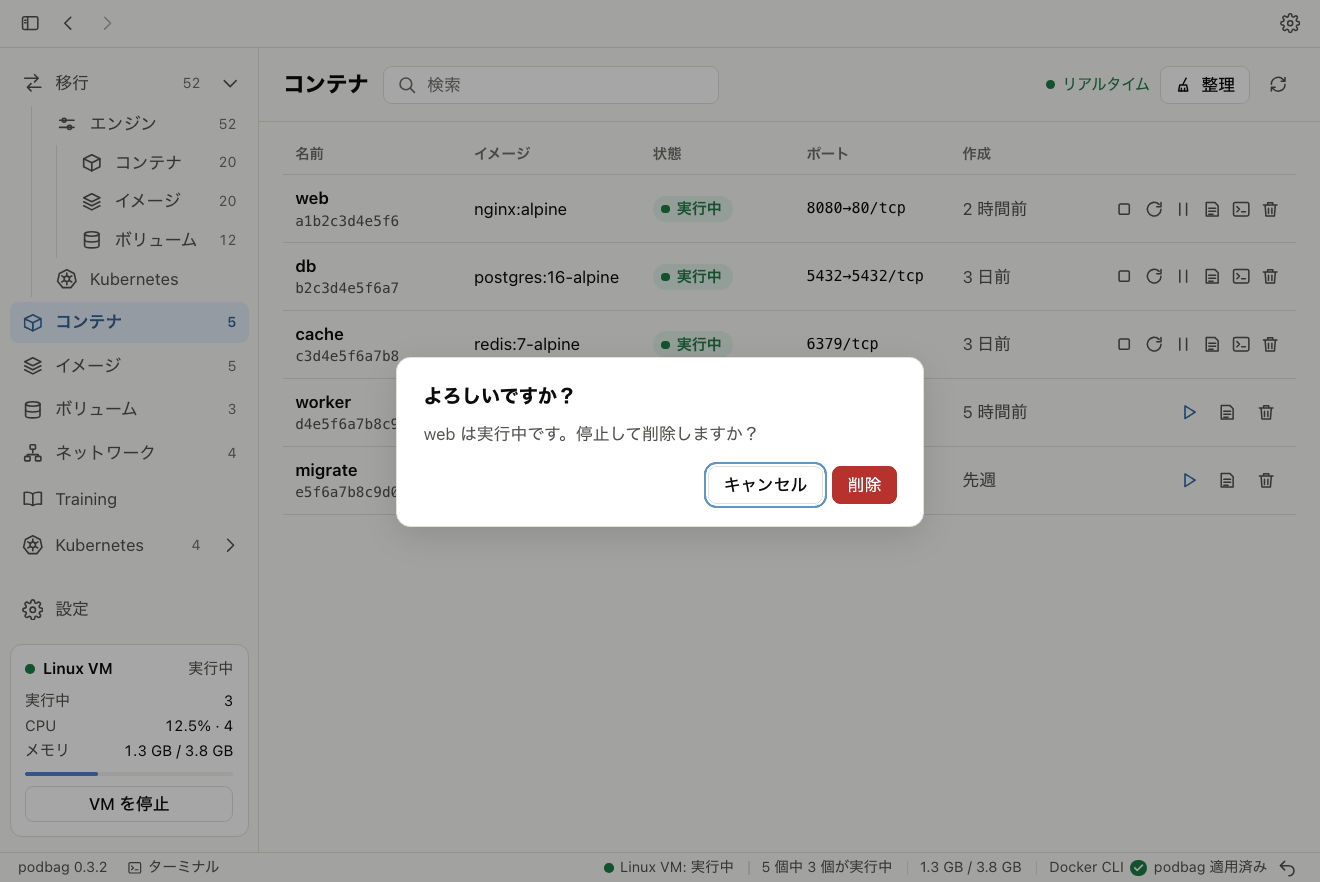 移行 52
エンジン 52
コンテナ 20
イメージ 20
ボリューム 12
Kubernetes
コンテナ 5
イメージ 5
ボリューム 3
ネットワーク 4
Training
Kubernetes 4
設定
Linux VM 実行中
実行中 3
CPU 12.5% · 4
メモリ 1.3 GB / 3.8 GB
VM を停止
コンテナ 検索 リアルタイム 整理
名前 イメージ 状態 ポート 作成
web nginx:alpine 実行中 8080→80/tcp 2 時間前
a1b2c3d4e5f6
db postgres:16-alpine 実行中 5432→5432/tcp 3 日前
b2c3d4e5f6a7
cache redis:7-alpine 実行中 6379/tcp 3 日前
c3d4e5f6a7b8
worker 5 時間前
d4e5f6a7b8c9
migrate 先週
e5f6a7b8c9d0
よろしいですか？
web は実行中です。停止して削除しますか？
キャンセル 削除
podbag 0.3.2 ターミナル Linux VM: 実行中 5 個中 3 個が実行中 1.3 GB / 3.8 GB Docker CLI podbag 適用済み